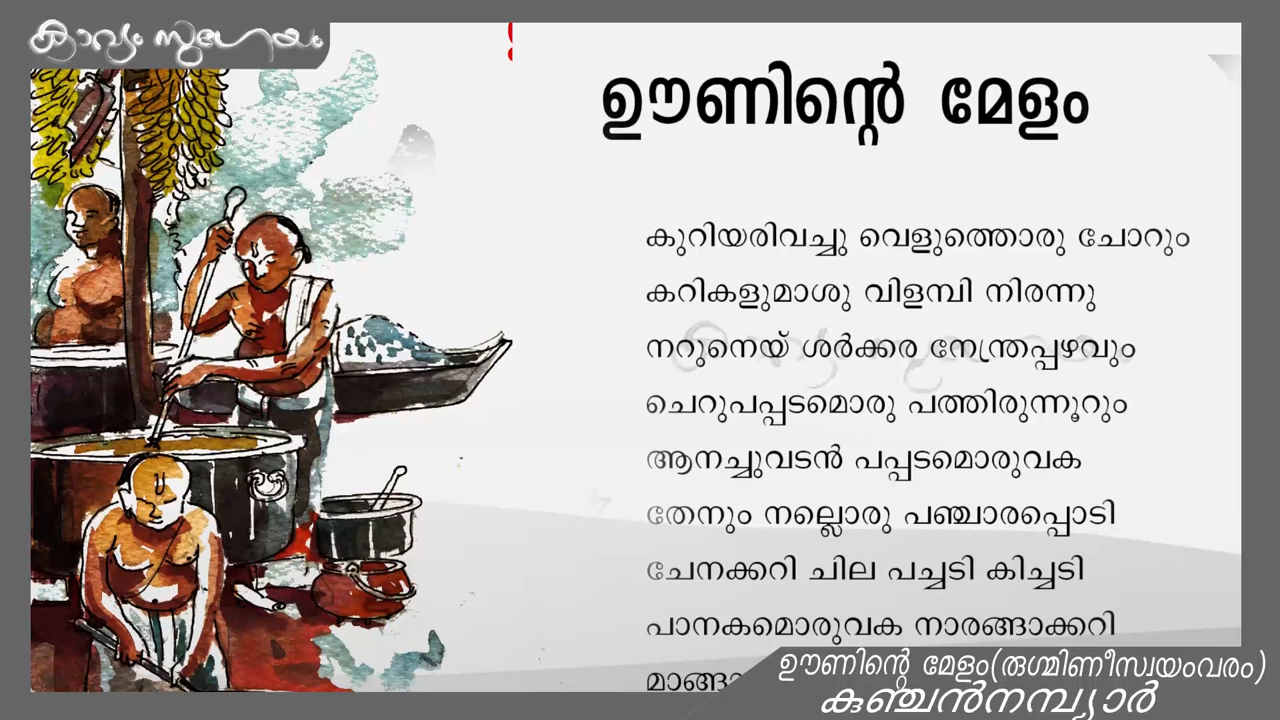 കാവ്യം സുഗേയം
ഊണിന്റെ മേളം
കുറിയരിവച്ചു വെളുത്തൊരു ചോറും
കറികളുമാശു വിളമ്പി നിരന്നു
നറുനെയ് ശർക്കര നേന്ത്രപ്പഴവും
ചെറുപപ്പടമൊരു പത്തിരുന്നൂറും
ആനച്ചുവടൻ പപ്പടമൊരുവക
തേനും നല്ലൊരു പഞ്ചാരപ്പൊടി
ചേനക്കറി ചില പച്ചടി കിച്ചടി
പാനകമൊരുവക നാരങ്ങാക്കറി
ഊണിന്റെ മേളം(രുഗ്മിണീസ്വയംവരം)
കുഞ്ചൻനമ്പ്യാർ